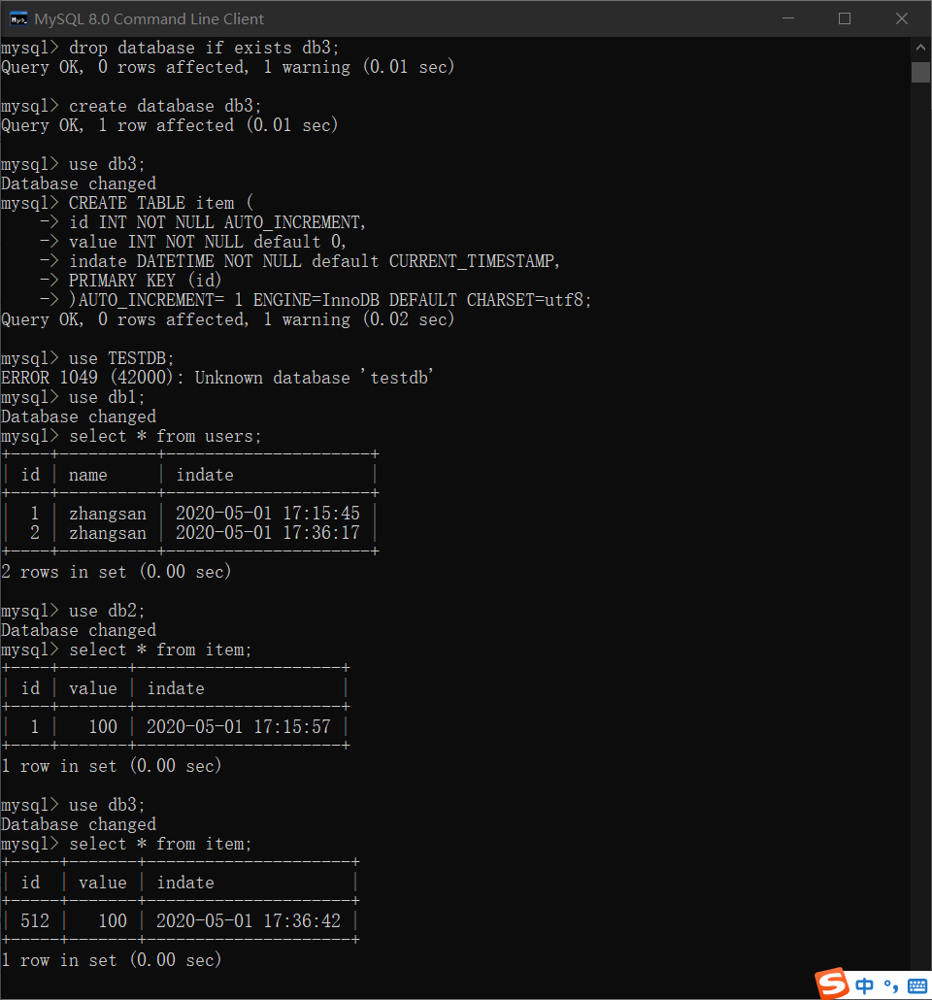 MySQL 8.0 Command Line Client
mysql> drop database if exists db3;
Query OK, 0 rows affected, 1 warning (0.01 sec)
mysql> create database db3;
Query OK, 1 row affected (0.01 sec)
mysql> use db3;
Database changed
mysql> CREATE TABLE item (
    -> id INT NOT NULL AUTO_INCREMENT,
    -> value INT NOT NULL default 0,
    -> indate DATETIME NOT NULL default CURRENT_TIMESTAMP,
    -> PRIMARY KEY (id)
    -> )AUTO_INCREMENT= 1 ENGINE=InnoDB DEFAULT CHARSET=utf8;
Query OK, 0 rows affected, 1 warning (0.02 sec)
mysql> use TESTDB;
ERROR 1049 (42000): Unknown database 'testdb'
mysql> use db1;
Database changed
mysql> select * from users;
+----+----------+---------------------+
| id | name     | indate              |
+----+----------+---------------------+
|  1 | zhangsan | 2020-05-01 17:15:45 |
|  2 | zhangsan | 2020-05-01 17:36:17 |
+----+----------+---------------------+
2 rows in set (0.00 sec)
mysql> use db2;
Database changed
mysql> select * from item;
+----+-------+---------------------+
| id | value | indate              |
+----+-------+---------------------+
|  1 |   100 | 2020-05-01 17:15:57 |
+----+-------+---------------------+
1 row in set (0.00 sec)
mysql> use db3;
Database changed
mysql> select * from item;
+-----+-------+---------------------+
| id  | value | indate              |
+-----+-------+---------------------+
| 512 |   100 | 2020-05-01 17:36:42 |
+-----+-------+---------------------+
1 row in set (0.00 sec)
S 中 °,